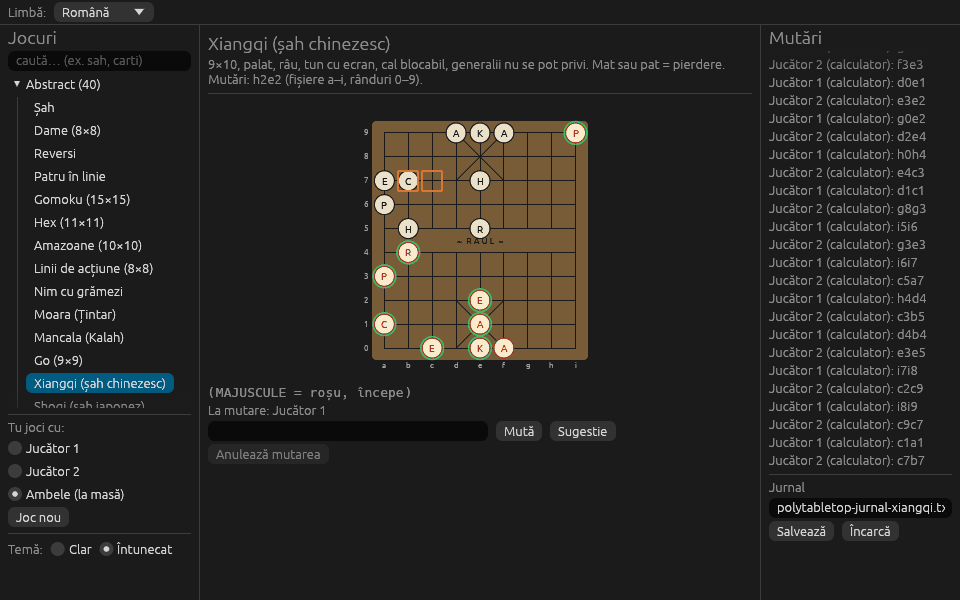 Limbă: Română
Jocuri
caută... (ex. sah, carti)
Abstract (40)
Șah
Dame (8×8)
Reversi
Patru în linie
Gomoku (15×15)
Hex (11×11)
Amazoane (10×10)
Linii de acțiune (8×8)
Nim cu grămezi
Moara (Țintar)
Mancala (Kalah)
Go (9×9)
Xiangqi (șah chinezesc)
Shogi (șah japonez)
Tu joci cu:
Jucător 1
Jucător 2
Ambele (la masă)
Joc nou
Temă: Clar Întunecat
Xiangqi (șah chinezesc)
9×10, palat, râu, tun cu ecran, cal blocabil, generalii nu se pot privi. Mat sau pat = pierdere.
Mutări: h2e2 (fișiere a–i, rânduri 0–9).
9 A K A P
8
7 E C H
6 P
5 H R
– RÂUL –
4 R
3 P
2 E
1 C A
0 E K A
a b c d e f g h i
(MAJUSCULE = roșu, începe)
La mutare: Jucător 1
Mută Sugestie
Anulează mutarea
Mutări
Jucător 2 (calculator): f3e3
Jucător 1 (calculator): d0e1
Jucător 2 (calculator): e3e2
Jucător 1 (calculator): g0e2
Jucător 2 (calculator): d2e4
Jucător 1 (calculator): h0h4
Jucător 2 (calculator): e4c3
Jucător 1 (calculator): d1c1
Jucător 2 (calculator): g8g3
Jucător 1 (calculator): i5i6
Jucător 2 (calculator): g3e3
Jucător 1 (calculator): i6i7
Jucător 2 (calculator): c5a7
Jucător 1 (calculator): h4d4
Jucător 2 (calculator): c3b5
Jucător 1 (calculator): d4b4
Jucător 2 (calculator): e3e5
Jucător 1 (calculator): i7i8
Jucător 2 (calculator): c2c9
Jucător 1 (calculator): i8i9
Jucător 2 (calculator): c9c7
Jucător 1 (calculator): c1a1
Jucător 2 (calculator): c7b7
Jurnal
polytabletop-jurnal-xiangqi.tx
Salvează Încarcă